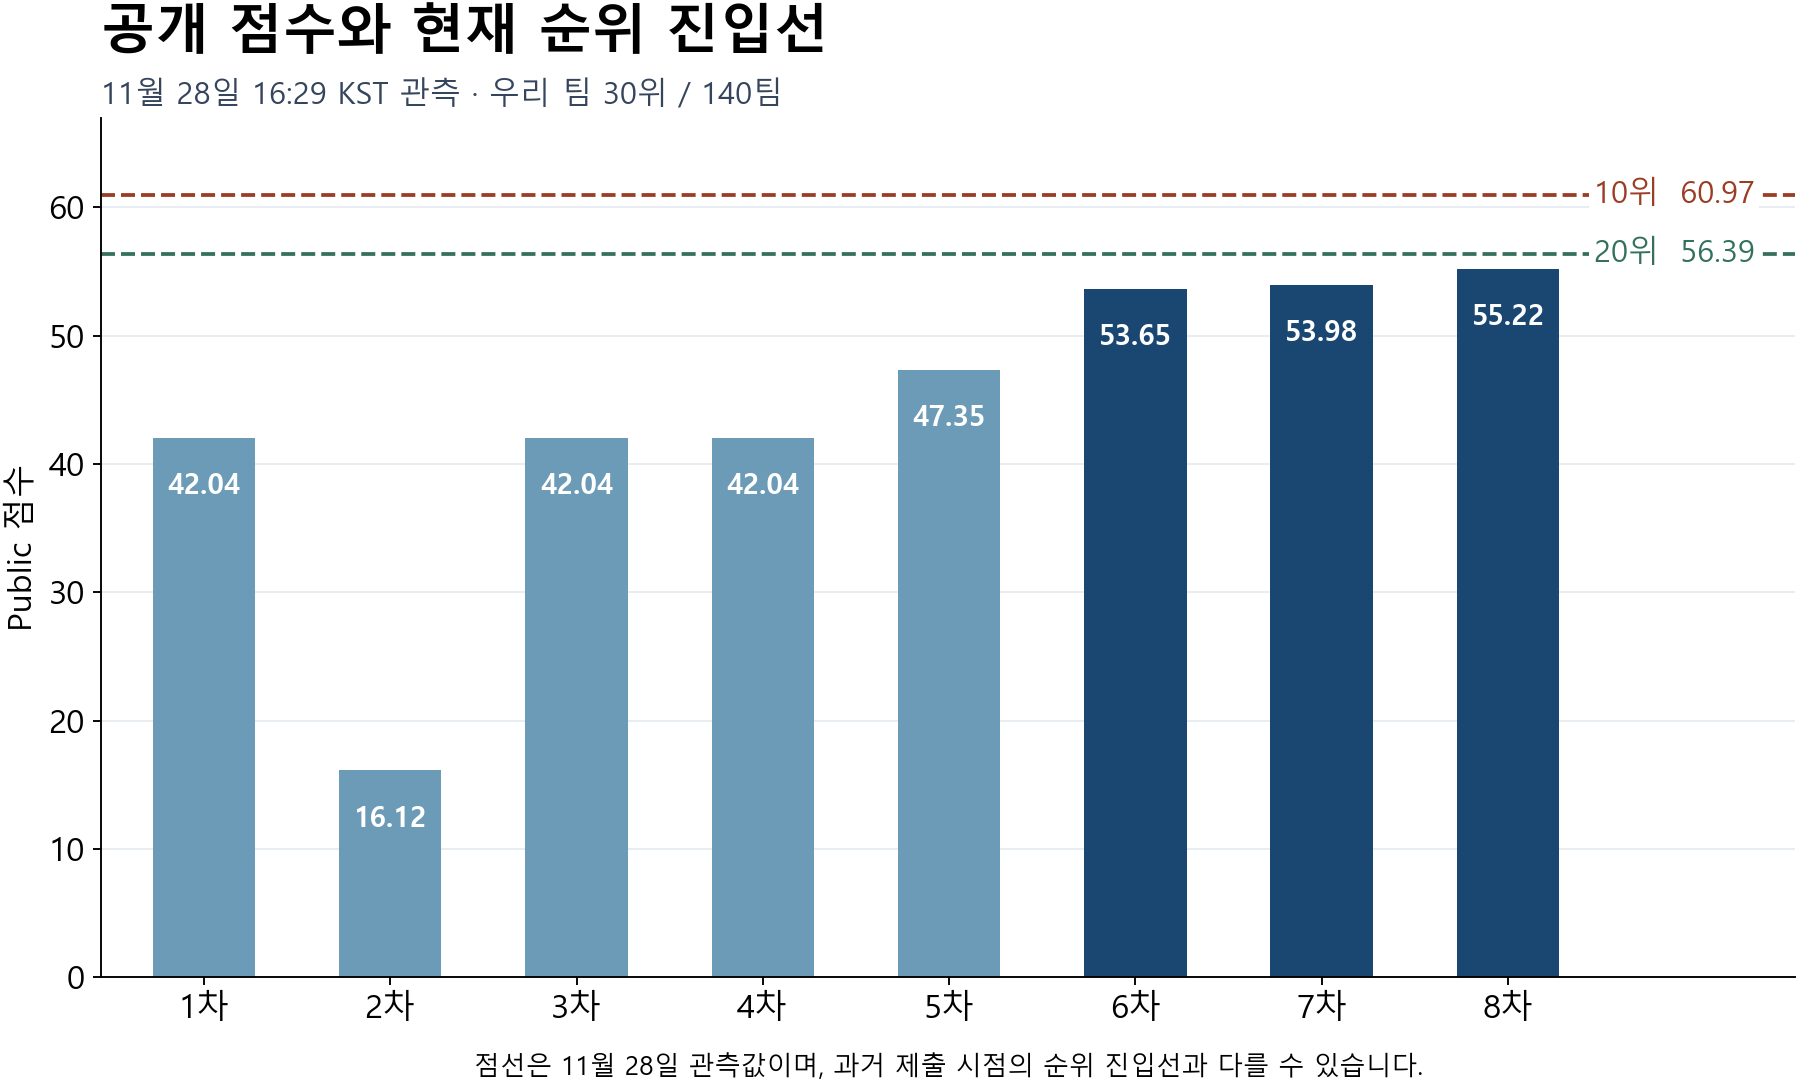 공개 점수와 현재 순위 진입선
11월 28일 16:29 KST 관측 · 우리 팀 30위 / 140팀
Public 점수
60
50
40
30
20
10
0
10위 60.97
20위 56.39
42.04
16.12
42.04
42.04
47.35
53.65
53.98
55.22
1차
2차
3차
4차
5차
6차
7차
8차
점선은 11월 28일 관측값이며, 과거 제출 시점의 순위 진입선과 다를 수 있습니다.